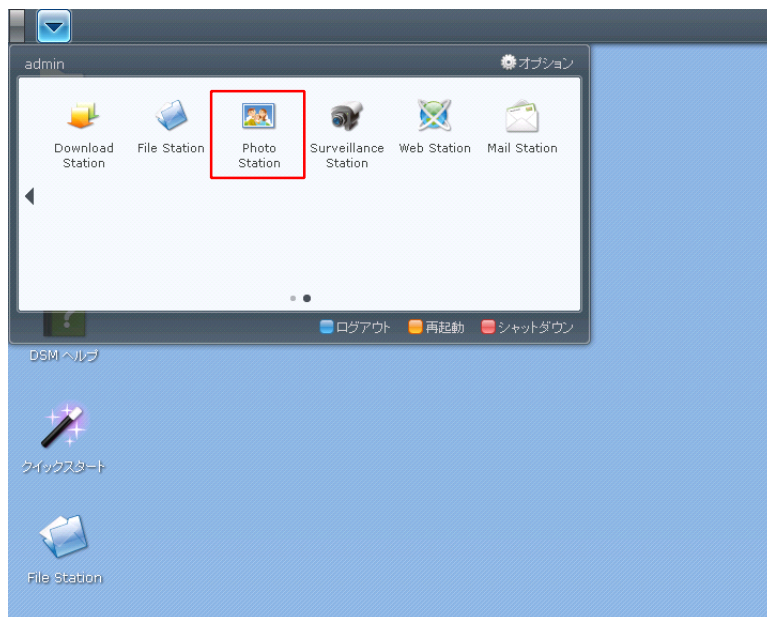 admin
オプション
Download
Station
File Station
Photo
Station
Surveillance
Station
Web Station
Mail Station
ログアウト
再起動
シャットダウン
DSM ヘルプ
クイックスタート
File Station